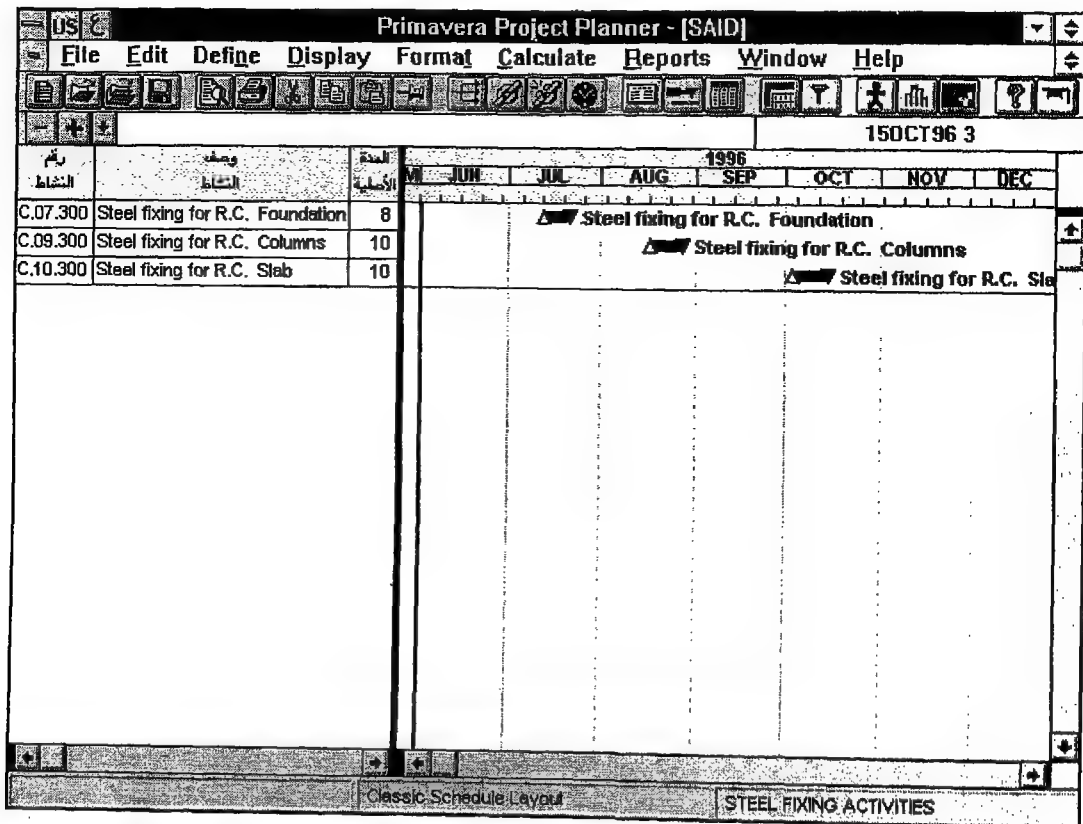 US ع Primavera Project Planner - [SAID]
File Edit Define Display Format Calculate Reports Window Help
15OCT96 3
رقم النشاط وصف النشاط المدة الأصلية
1996
M JUN JUL AUG SEP OCT NOV DEC
C.07.300 Steel fixing for R.C. Foundation 8 Steel fixing for R.C. Foundation
C.09.300 Steel fixing for R.C. Columns 10 Steel fixing for R.C. Columns
C.10.300 Steel fixing for R.C. Slab 10 Steel fixing for R.C. Sla
Classic Schedule Layout STEEL FIXING ACTIVITIES